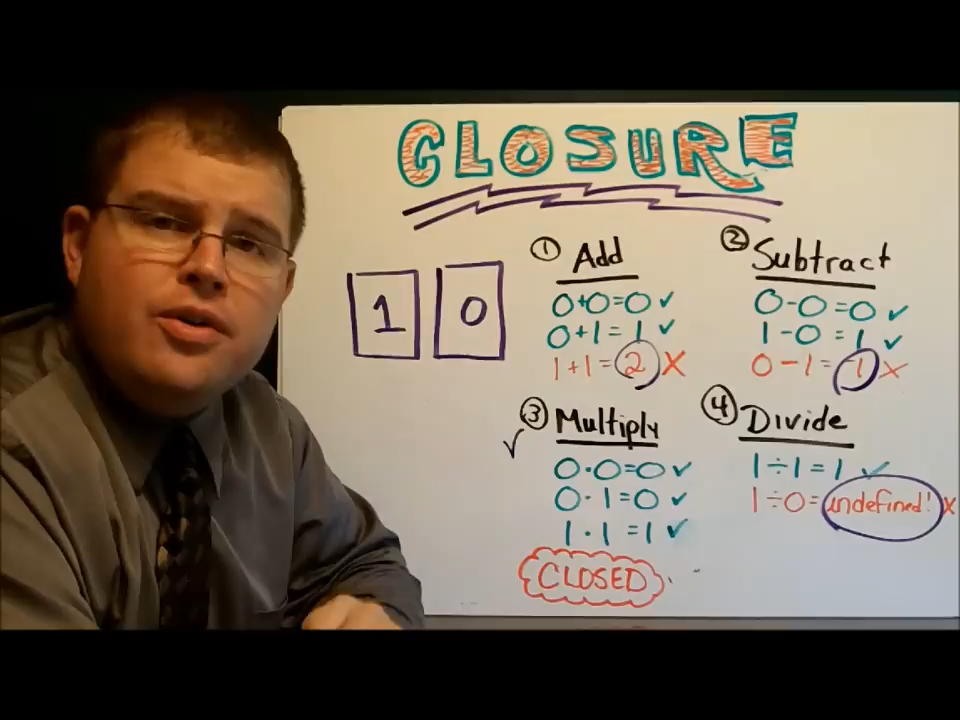 CLOSURE
1 0
① Add
0+0=0 ✓
0+1=1 ✓
1+1=2 X
② Subtract
0-0=0 ✓
1-0=1 ✓
0-1=1 X
✓ ③ Multiply
0·0=0 ✓
0·1=0 ✓
1·1=1 ✓
CLOSED
④ Divide
1÷1=1 ✓
1÷0=undefined! X